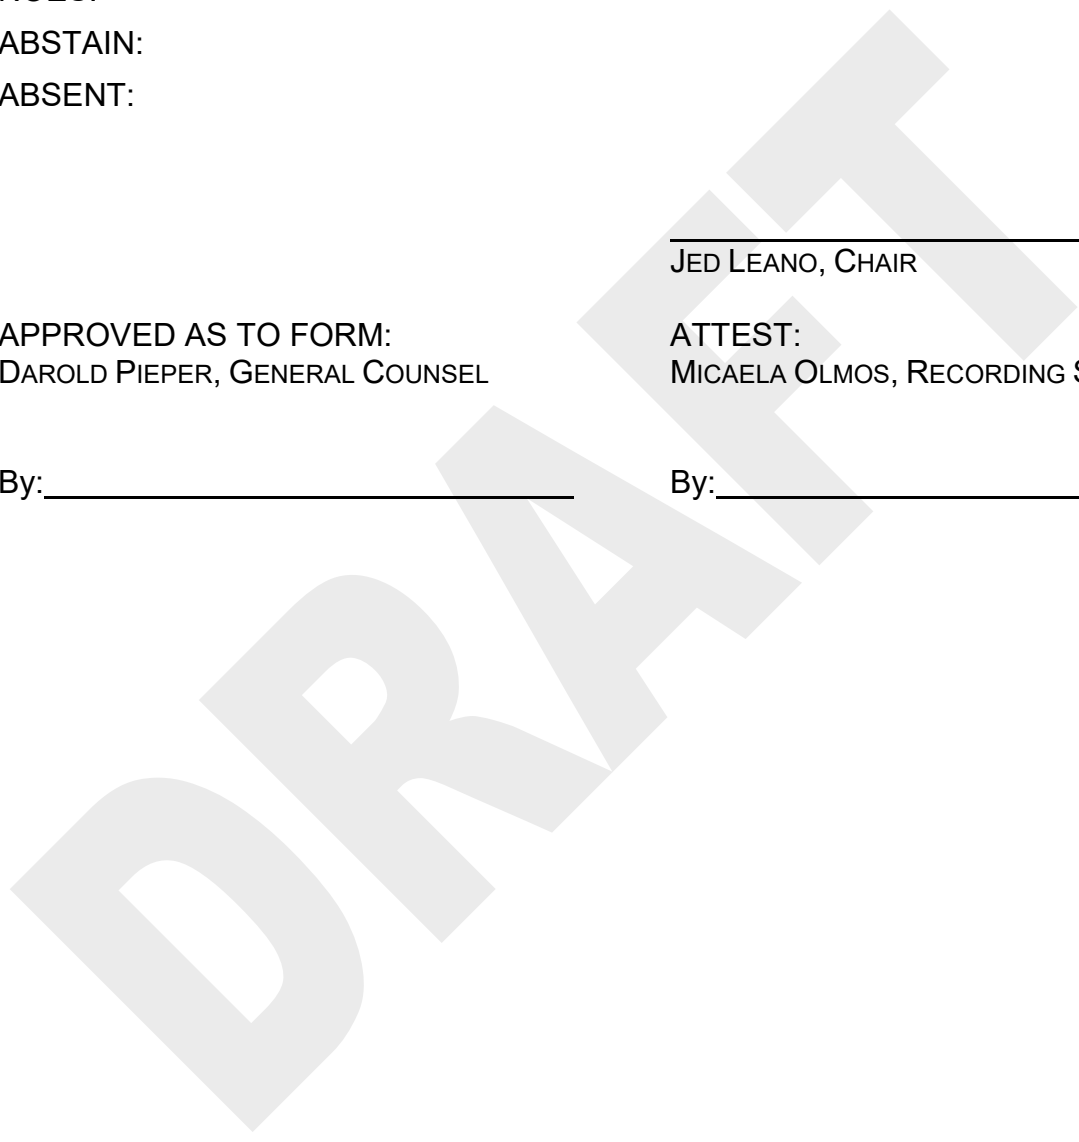 ABSTAIN:
ABSENT:
JED LEANO, CHAIR
APPROVED AS TO FORM:
DAROLD PIEPER, GENERAL COUNSEL
ATTEST:
MICAELA OLMOS, RECORDING
By:
By:
DRAFT